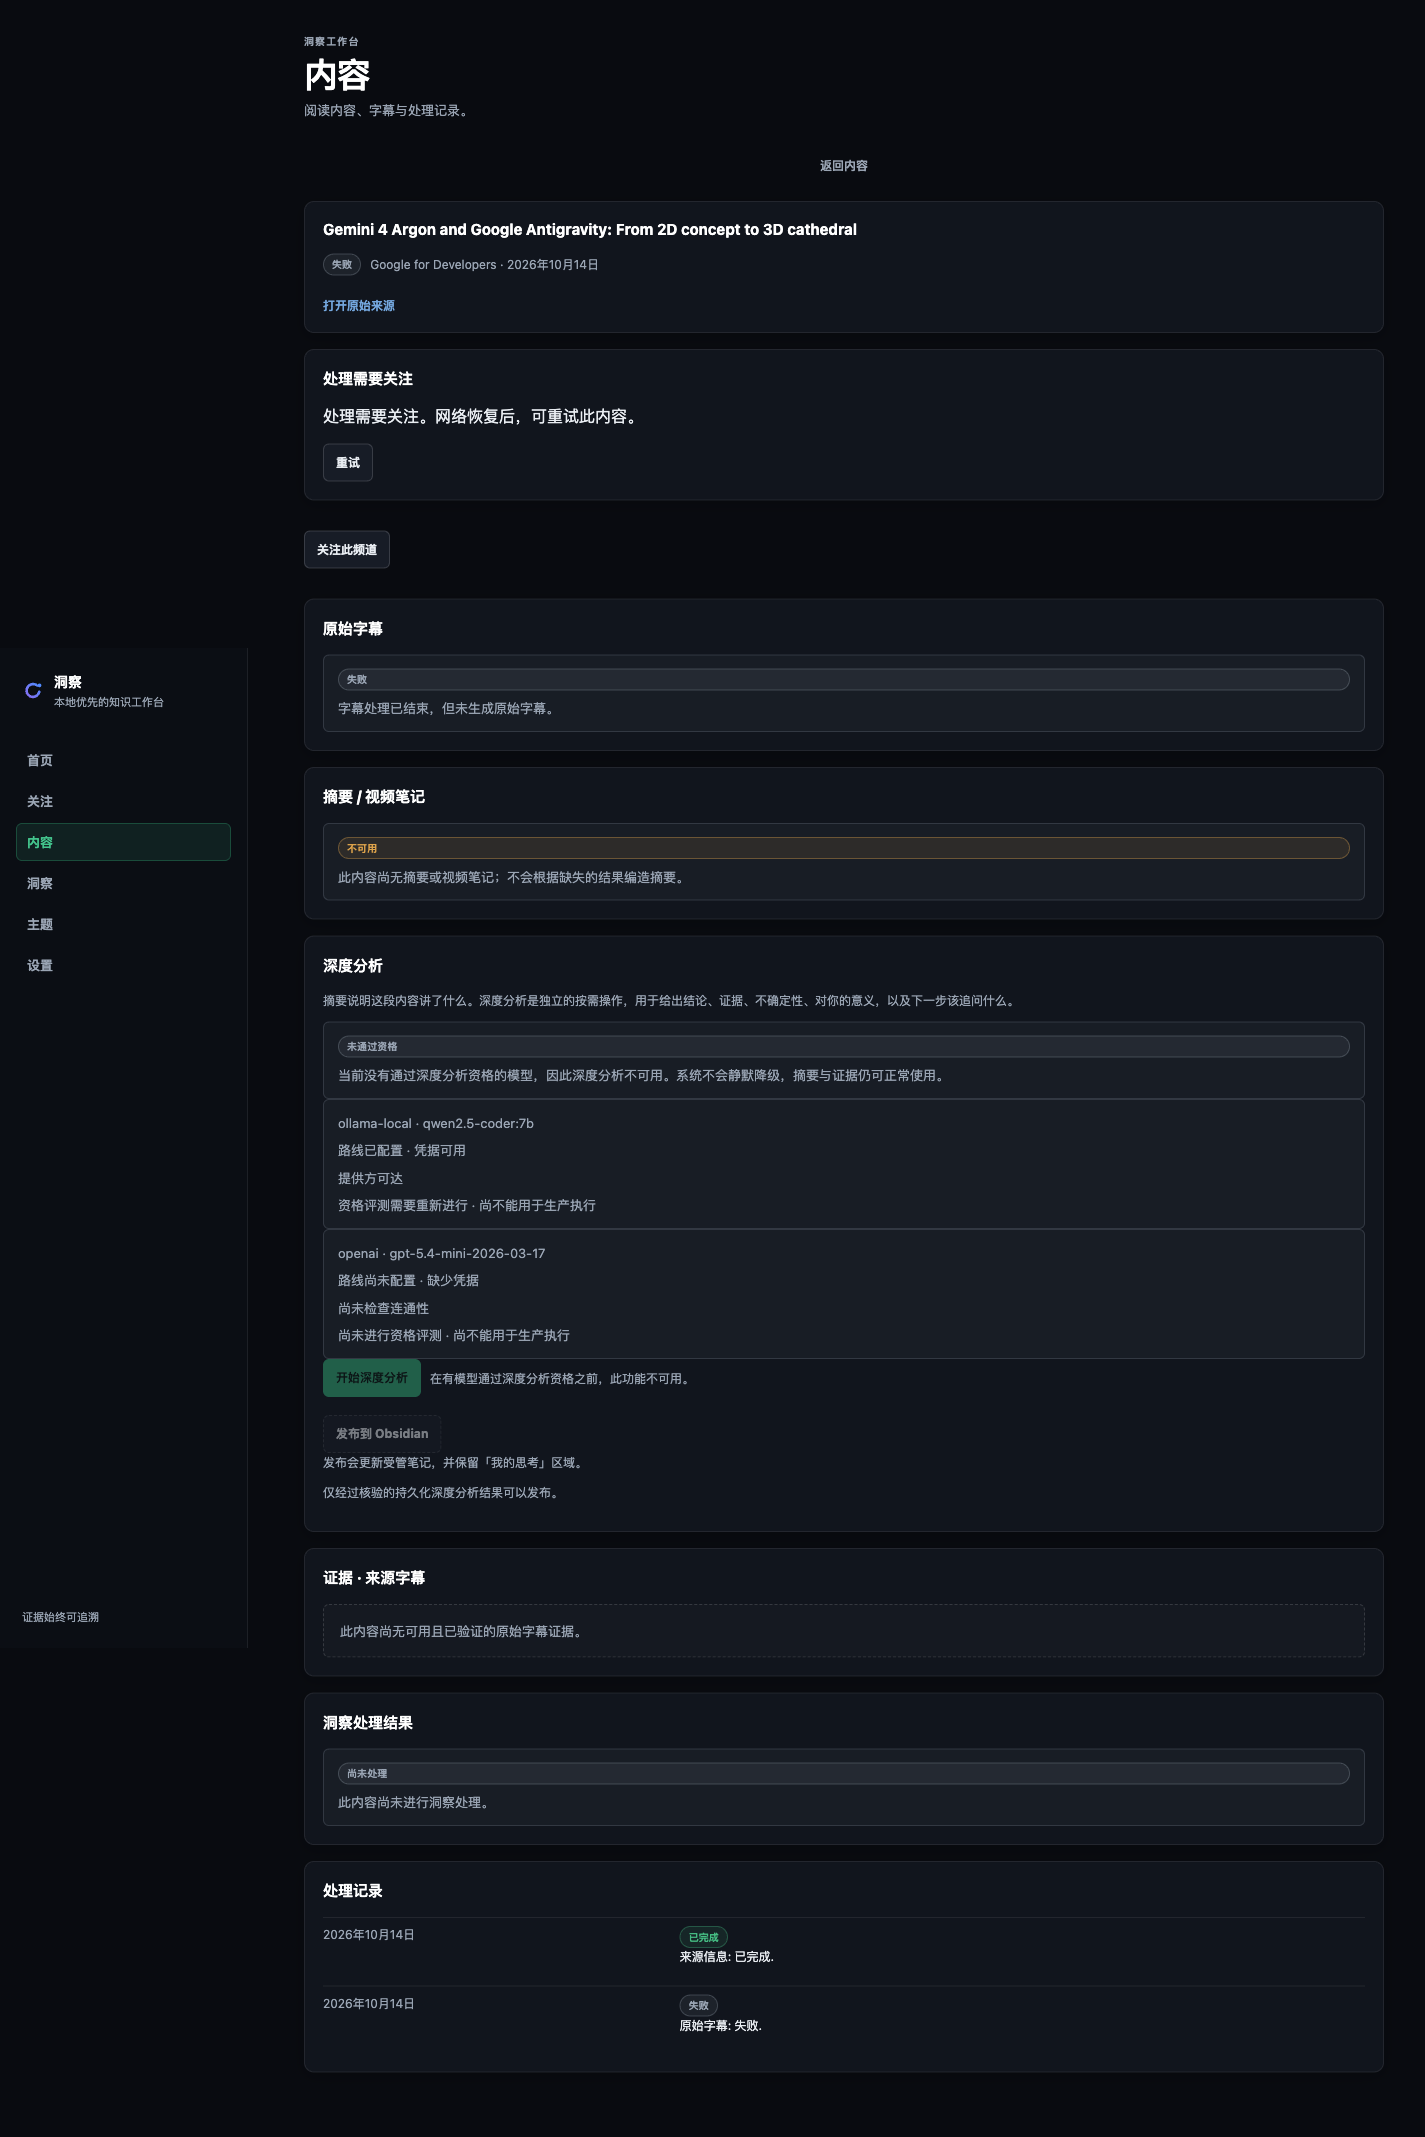 洞察工作台
内容
阅读内容、字幕与处理记录。
返回内容
Gemini 4 Argon and Google Antigravity: From 2D concept to 3D cathedral
失败 Google for Developers · 2026年10月14日
打开原始来源
处理需要关注
处理需要关注。网络恢复后，可重试此内容。
重试
关注此频道
原始字幕
失败
字幕处理已结束，但未生成原始字幕。
洞察
本地优先的知识工作台
首页
关注
内容
洞察
主题
设置
证据始终可追溯
摘要 / 视频笔记
不可用
此内容尚无摘要或视频笔记；不会根据缺失的结果编造摘要。
深度分析
摘要说明这段内容讲了什么。深度分析是独立的按需操作，用于给出结论、证据、不确定性、对你的意义，以及下一步该追问什么。
未通过资格
当前没有通过深度分析资格的模型，因此深度分析不可用。系统不会静默降级，摘要与证据仍可正常使用。
ollama-local · qwen2.5-coder:7b
路线已配置 · 凭据可用
提供方可达
资格评测需要重新进行 · 尚不能用于生产执行
openai · gpt-5.4-mini-2026-03-17
路线尚未配置 · 缺少凭据
尚未检查连通性
尚未进行资格评测 · 尚不能用于生产执行
开始深度分析 在有模型通过深度分析资格之前，此功能不可用。
发布到 Obsidian
发布会更新受管笔记，并保留「我的思考」区域。
仅经过核验的持久化深度分析结果可以发布。
证据 · 来源字幕
此内容尚无可用且已验证的原始字幕证据。
洞察处理结果
尚未处理
此内容尚未进行洞察处理。
处理记录
2026年10月14日 已完成
来源信息: 已完成.
2026年10月14日 失败
原始字幕: 失败.